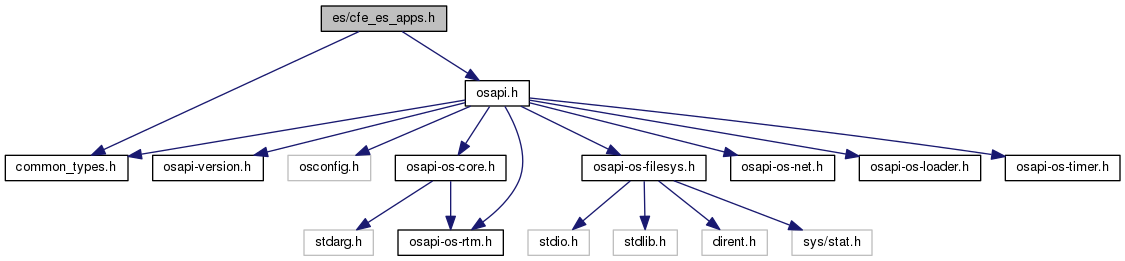 es/cfe_es_apps.h
osapi.h
common_types.h
osapi-version.h
osconfig.h
osapi-os-core.h
osapi-os-filesys.h
osapi-os-net.h
osapi-os-loader.h
osapi-os-timer.h
stdarg.h
osapi-os-rtm.h
stdio.h
stdlib.h
dirent.h
sys/stat.h